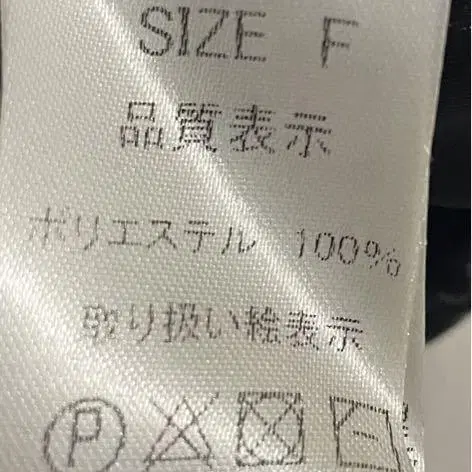 SIZE F
品質表示
ポリエステル 100%
取り扱い絵表示
P